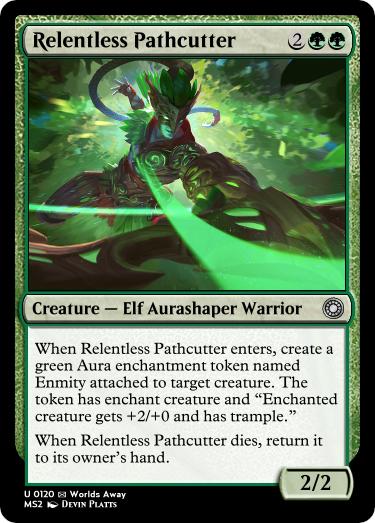 Relentless Pathcutter 2
Creature — Elf Aurashaper Warrior
When Relentless Pathcutter enters, create a
green Aura enchantment token named
Enmity attached to target creature. The
token has enchant creature and “Enchanted
creature gets +2/+0 and has trample.”
When Relentless Pathcutter dies, return it
to its owner's hand.
2/2
U 0120 Worlds Away
MS2 Devin Platts